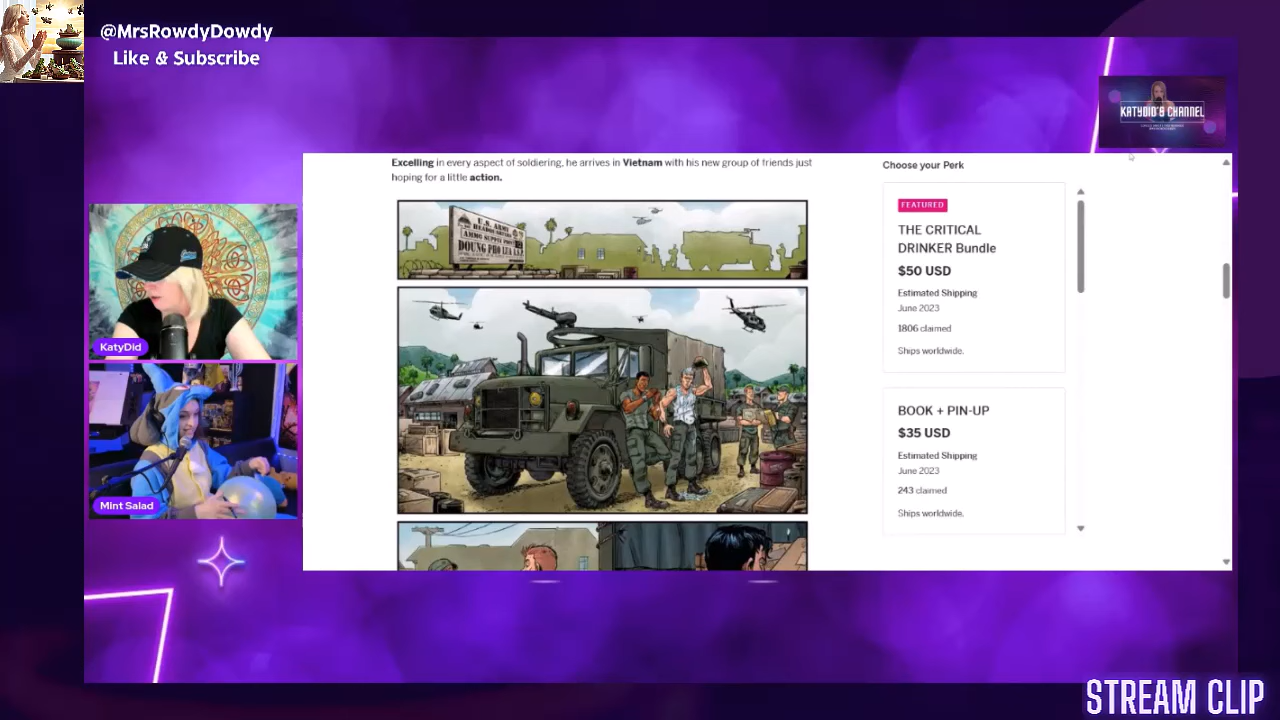 @MrsRowdyDowdy
Like & Subscribe
KATYDID'S CHANNEL
Excelling in every aspect of soldiering, he arrives in Vietnam with his new group of friends just
hoping for a little action.
U.S. ARMY
AMMO SUPPLY
Choose your Perk
FEATURED
THE CRITICAL
DRINKER Bundle
$50 USD
Estimated Shipping
June 2023
1806 claimed
Ships worldwide.
BOOK + PIN-UP
$35 USD
Estimated Shipping
June 2023
243 claimed
Ships worldwide.
KatyDid
Mint Salad
STREAM CLIP